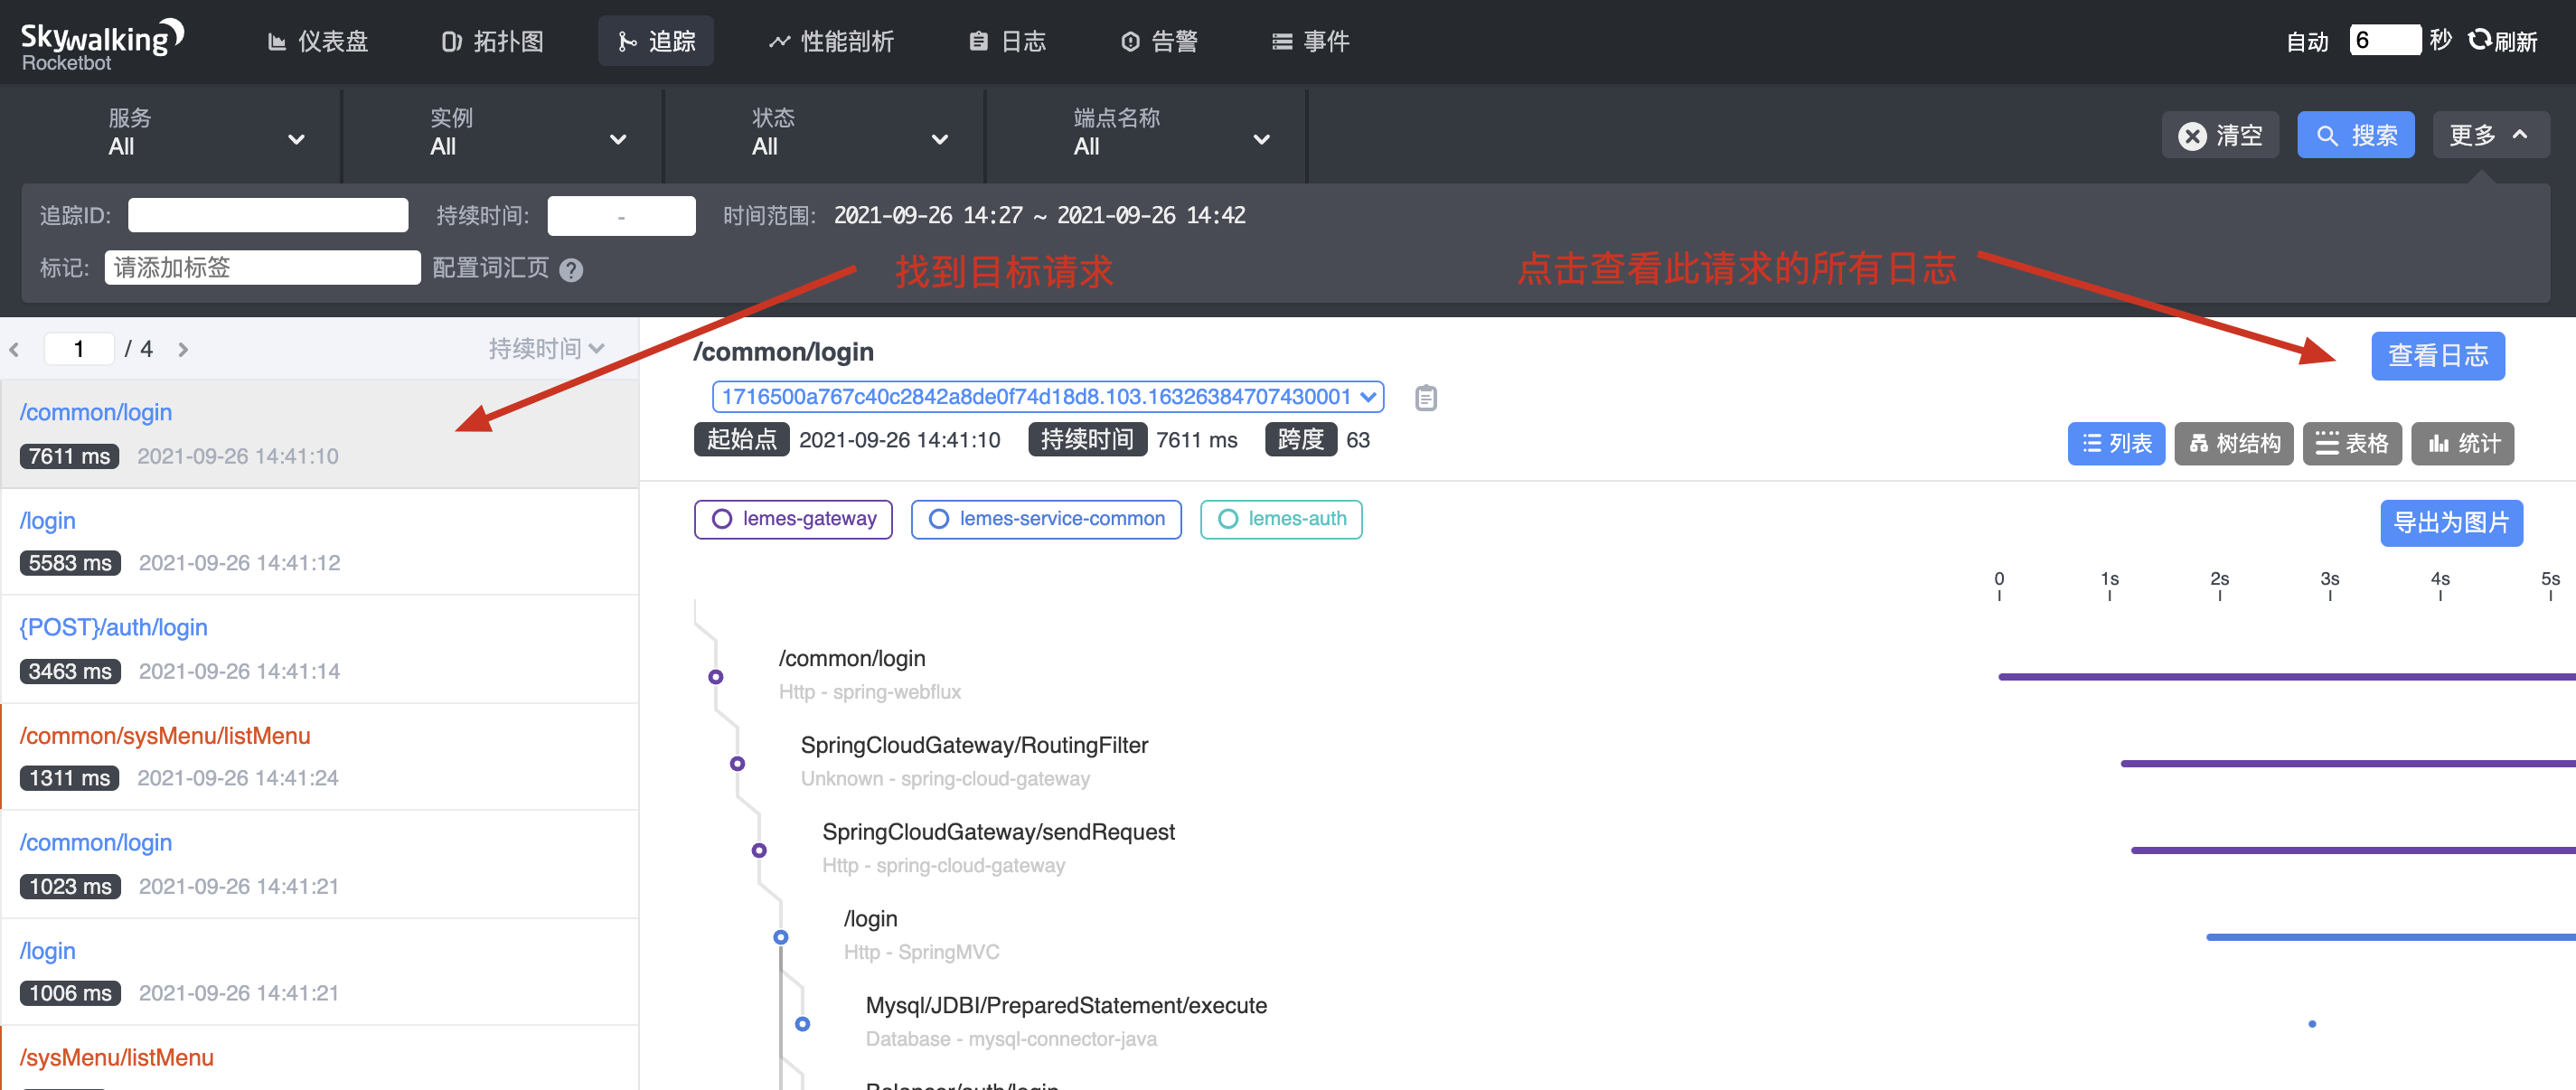 Skywalking
Rocketbot
仪表盘
拓扑图
追踪
性能剖析
日志
告警
事件
自动 6 秒 刷新
服务
All
实例
All
状态
All
端点名称
All
清空
搜索
更多
追踪ID:
持续时间: -
时间范围: 2021-09-26 14:27 ~ 2021-09-26 14:42
标记: 请添加标签 配置词汇页 ?
找到目标请求
点击查看此请求的所有日志
1 / 4
持续时间
/common/login
7611 ms 2021-09-26 14:41:10
/login
5583 ms 2021-09-26 14:41:12
{POST}/auth/login
3463 ms 2021-09-26 14:41:14
/common/sysMenu/listMenu
1311 ms 2021-09-26 14:41:24
/common/login
1023 ms 2021-09-26 14:41:21
/login
1006 ms 2021-09-26 14:41:21
/sysMenu/listMenu
/common/login
查看日志
1716500a767c40c2842a8de0f74d18d8.103.16326384707430001
起始点 2021-09-26 14:41:10 持续时间 7611 ms 跨度 63
列表 树结构 表格 统计
lemes-gateway lemes-service-common lemes-auth
导出为图片
0 1s 2s 3s 4s 5s
/common/login
Http - spring-webflux
SpringCloudGateway/RoutingFilter
Unknown - spring-cloud-gateway
SpringCloudGateway/sendRequest
Http - spring-cloud-gateway
/login
Http - SpringMVC
Mysql/JDBI/PreparedStatement/execute
Database - mysql-connector-java
Balancer/auth/login